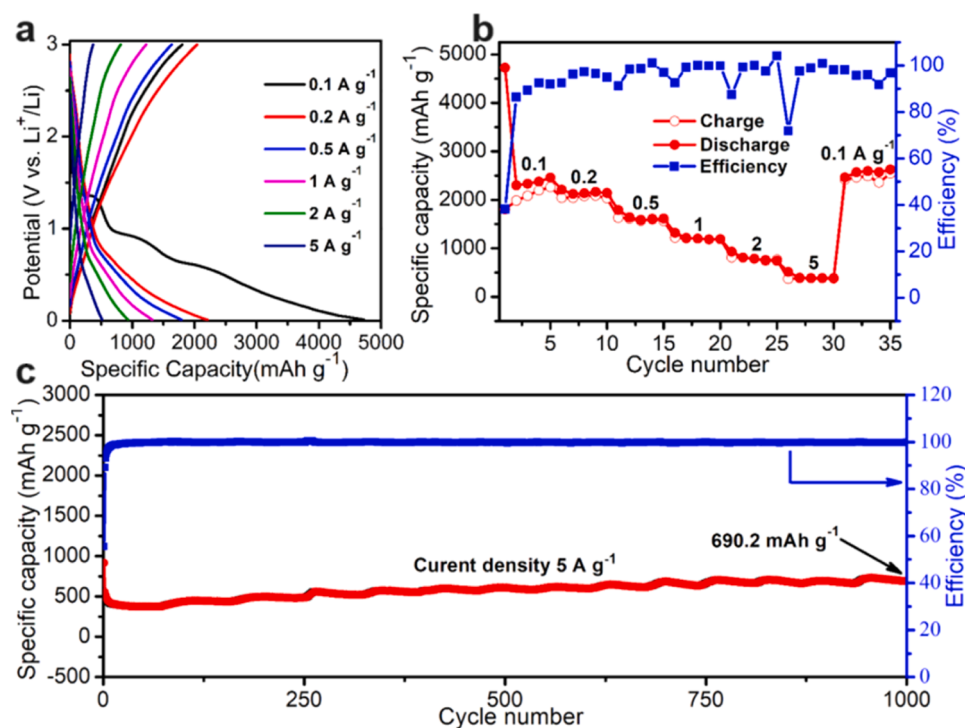 a
Potential (V vs. Li⁺/Li)
3
2
1
0
0.1 A g⁻¹
0.2 A g⁻¹
0.5 A g⁻¹
1 A g⁻¹
2 A g⁻¹
5 A g⁻¹
0 1000 2000 3000 4000 5000
Specific Capacity(mAh g⁻¹)
b
Specific capacity (mAh g⁻¹)
5000
4000
3000
2000
1000
0
Charge
Discharge
Efficiency
0.1
0.2
0.5
1
2
5
0.1 A g⁻¹
100
80
60
40
20
0
Efficiency (%)
5 10 15 20 25 30 35
Cycle number
c
Specific capacity (mAh g⁻¹)
3000
2500
2000
1500
1000
500
0
-500
Curent density 5 A g⁻¹
690.2 mAh g⁻¹
120
100
80
60
40
20
0
Efficiency (%)
0 250 500 750 1000
Cycle number